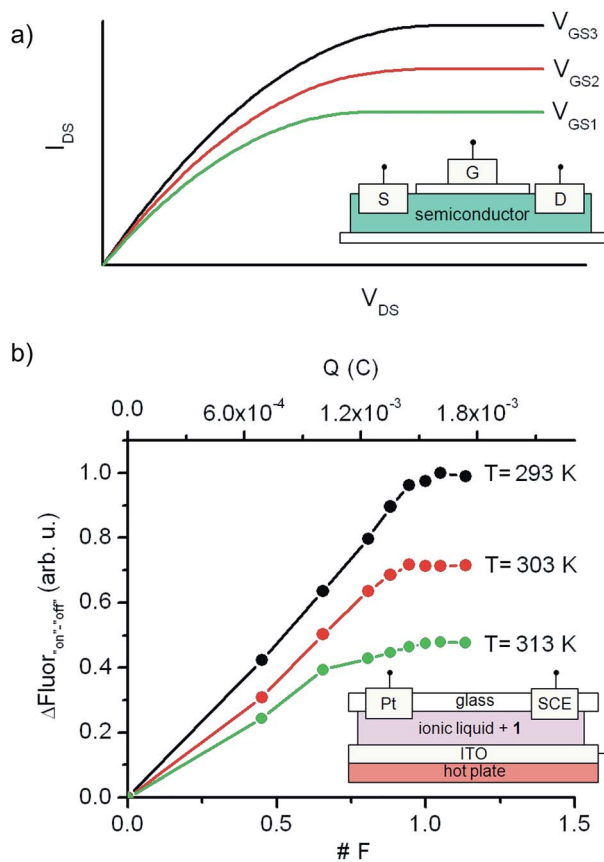 a)
I_DS
V_GS3
V_GS2
V_GS1
G
S
D
semiconductor
V_DS
b)
Q (C)
0.0
6.0x10⁻⁴
1.2x10⁻³
1.8x10⁻³
ΔFluor"on"-"off" (arb. u.)
1.0
0.8
0.6
0.4
0.2
0.0
T= 293 K
T= 303 K
T= 313 K
Pt
glass
SCE
ionic liquid + 1
ITO
hot plate
0.0
0.5
1.0
1.5
# F